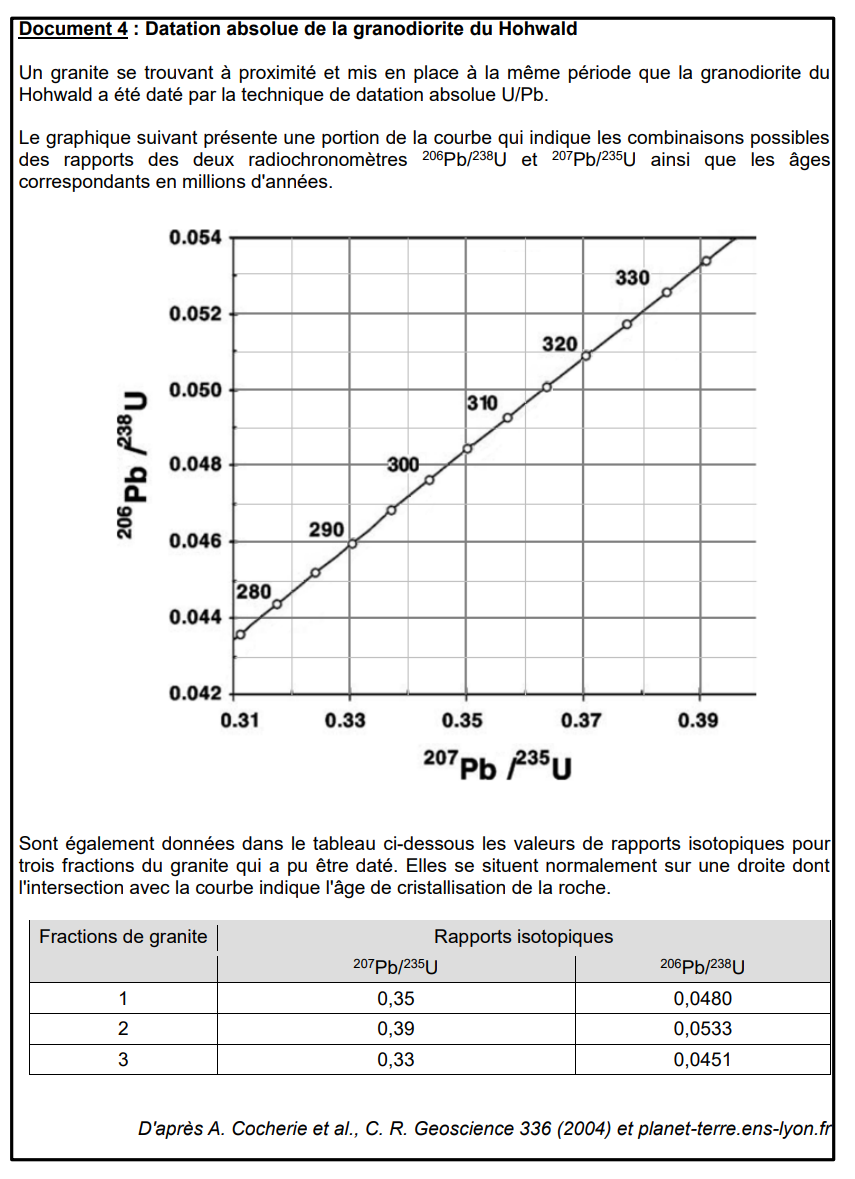 Document 4 : Datation absolue de la granodiorite du Hohwald
Un granite se trouvant à proximité et mis en place à la même période que la granodiorite du
Hohwald a été daté par la technique de datation absolue U/Pb.
Le graphique suivant présente une portion de la courbe qui indique les combinaisons possibles
des rapports des deux radiochronomètres ²⁰⁶Pb/²³⁸U et ²⁰⁷Pb/²³⁵U ainsi que les âges
correspondants en millions d'années.
0.054
330
0.052
320
0.050
310
0.048
300
0.046
290
280
0.044
0.042
²⁰⁶Pb /²³⁸U
0.31 0.33 0.35 0.37 0.39
²⁰⁷Pb /²³⁵U
Sont également données dans le tableau ci-dessous les valeurs de rapports isotopiques pour
trois fractions du granite qui a pu être daté. Elles se situent normalement sur une droite dont
l'intersection avec la courbe indique l'âge de cristallisation de la roche.
Fractions de granite Rapports isotopiques
²⁰⁷Pb/²³⁵U ²⁰⁶Pb/²³⁸U
1 0,35 0,0480
2 0,39 0,0533
3 0,33 0,0451
D'après A. Cocherie et al., C. R. Geoscience 336 (2004) et planet-terre.ens-lyon.fr